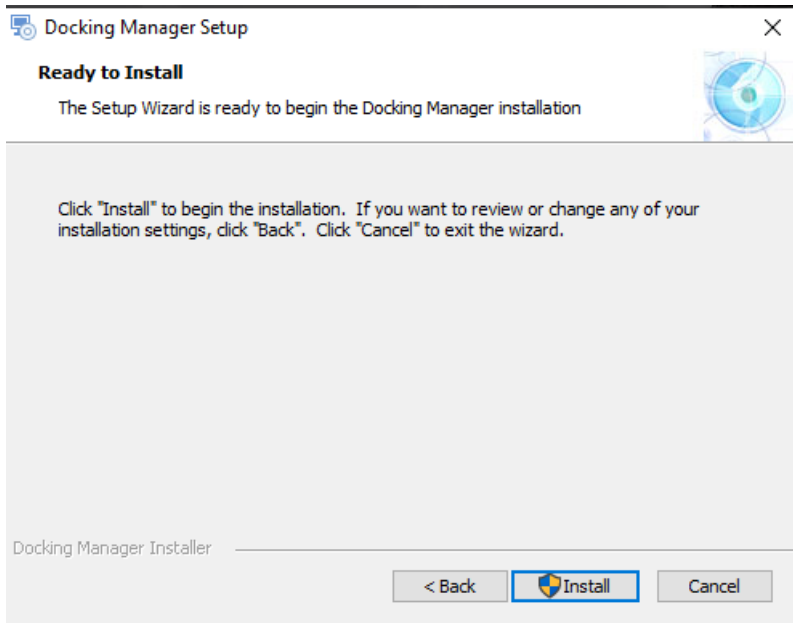 Docking Manager Setup
Ready to Install
The Setup Wizard is ready to begin the Docking Manager installation
Click "Install" to begin the installation.  If you want to review or change any of your
installation settings, click "Back".  Click "Cancel" to exit the wizard.
Docking Manager Installer
< Back Install Cancel